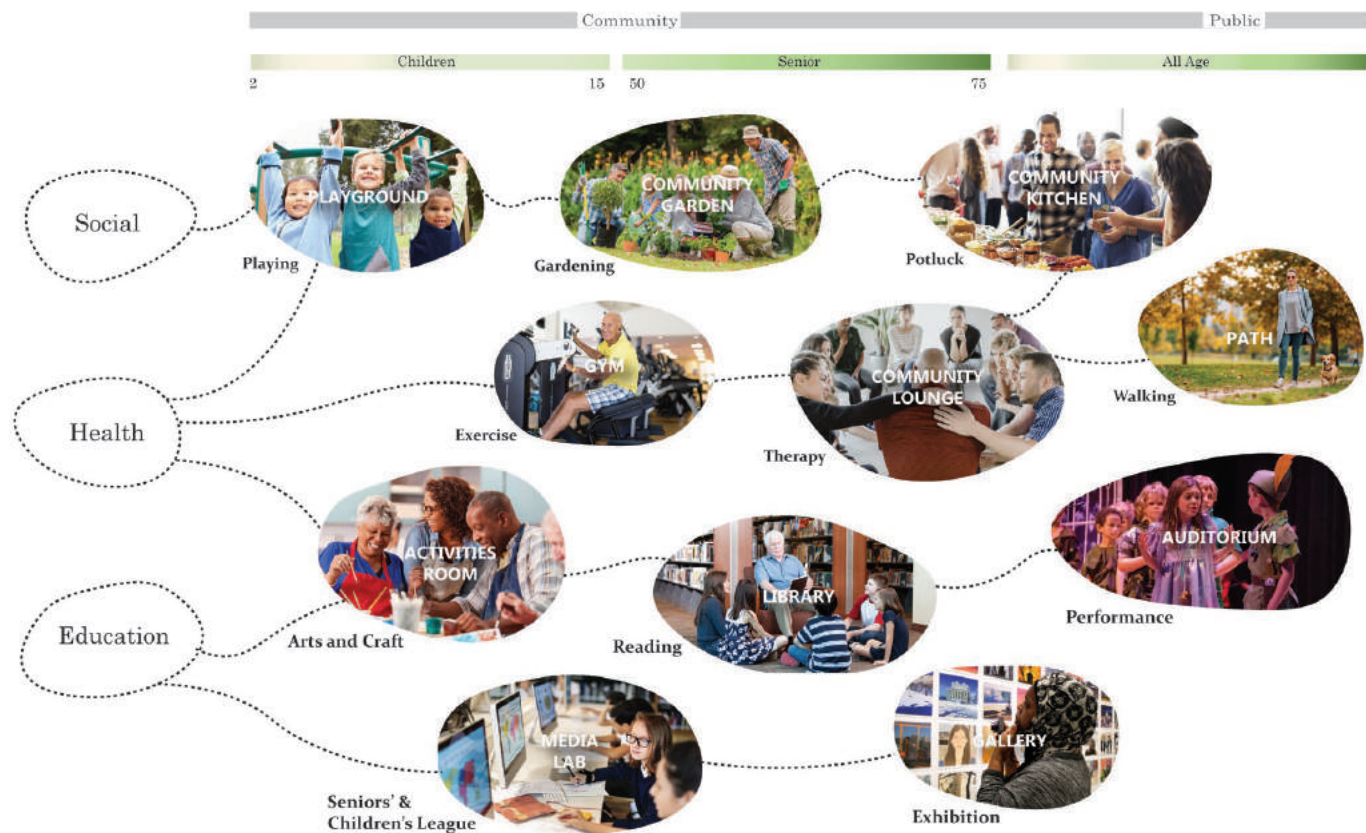 Community
Public
Children
Senior
All Age
2
15
50
75
Social
PLAYGROUND
Playing
COMMUNITY
GARDEN
Gardening
COMMUNITY
KITCHEN
Potluck
Health
GYM
Exercise
COMMUNITY
LOUNGE
Therapy
PATH
Walking
Education
ACTIVITIES
ROOM
Arts and Craft
LIBRARY
Reading
AUDITORIUM
Performance
MEDIA
LAB
Seniors' &
Children's League
GALLERY
Exhibition